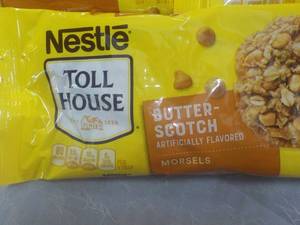 Nestlé
TOLL
HOUSE
BUTTER-
SCOTCH
ARTIFICIALLY FLAVORED
MORSELS